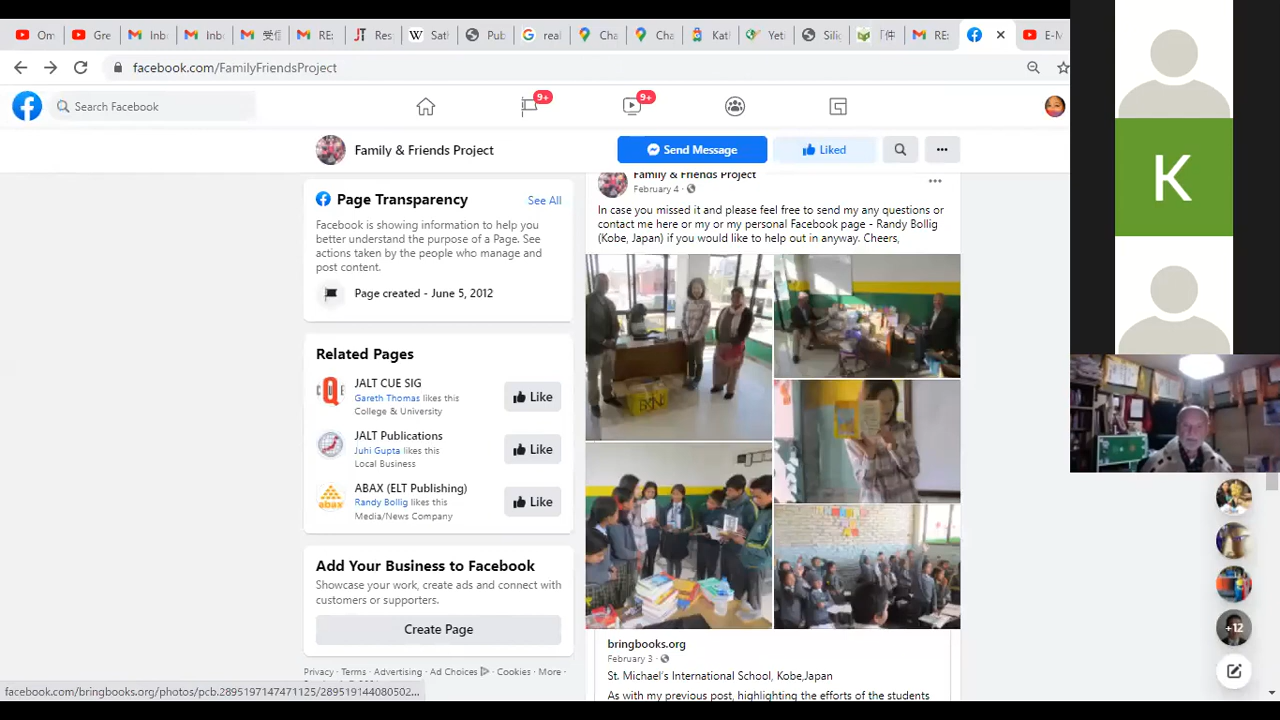 Om
Gre
Inb
Inb
RE:
Res
W Sat
Pub
real
Cha
Cha
Katl
Yeti
Silig
RE:
E-M
facebook.com/FamilyFriendsProject
Search Facebook
9+
9+
Family & Friends Project
Send Message
Liked
Page Transparency
See All
Facebook is showing information to help you
better understand the purpose of a Page. See
actions taken by the people who manage and
post content.
Page created - June 5, 2012
Related Pages
JALT CUE SIG
Gareth Thomas likes this
College & University
Like
JALT Publications
Juhi Gupta likes this
Local Business
Like
abax
ABAX (ELT Publishing)
Randy Bollig likes this
Media/News Company
Like
Add Your Business to Facebook
Showcase your work, create ads and connect with
customers or supporters.
Create Page
Privacy · Terms · Advertising · Ad Choices · Cookies · More ·
facebook.com/bringbooks.org/photos/pcb.2895197147471125/289519144080502...
Family & Friends Project
February 4 ·
In case you missed it and please feel free to send my any questions or
contact me here or my or my personal Facebook page - Randy Bollig
(Kobe, Japan) if you would like to help out in anyway. Cheers,
bringbooks.org
February 3 ·
St. Michael's International School, Kobe,Japan
As with my previous post, highlighting the efforts of the students
K
+12